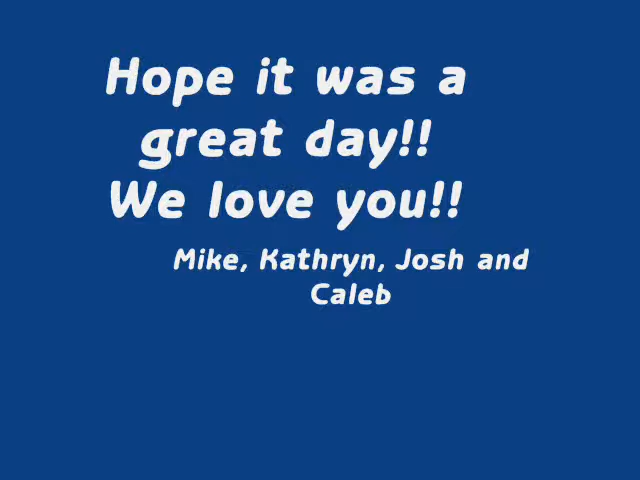 Hope it was a
great day!!
We love you!!
Mike, Kathryn, Josh and
Caleb